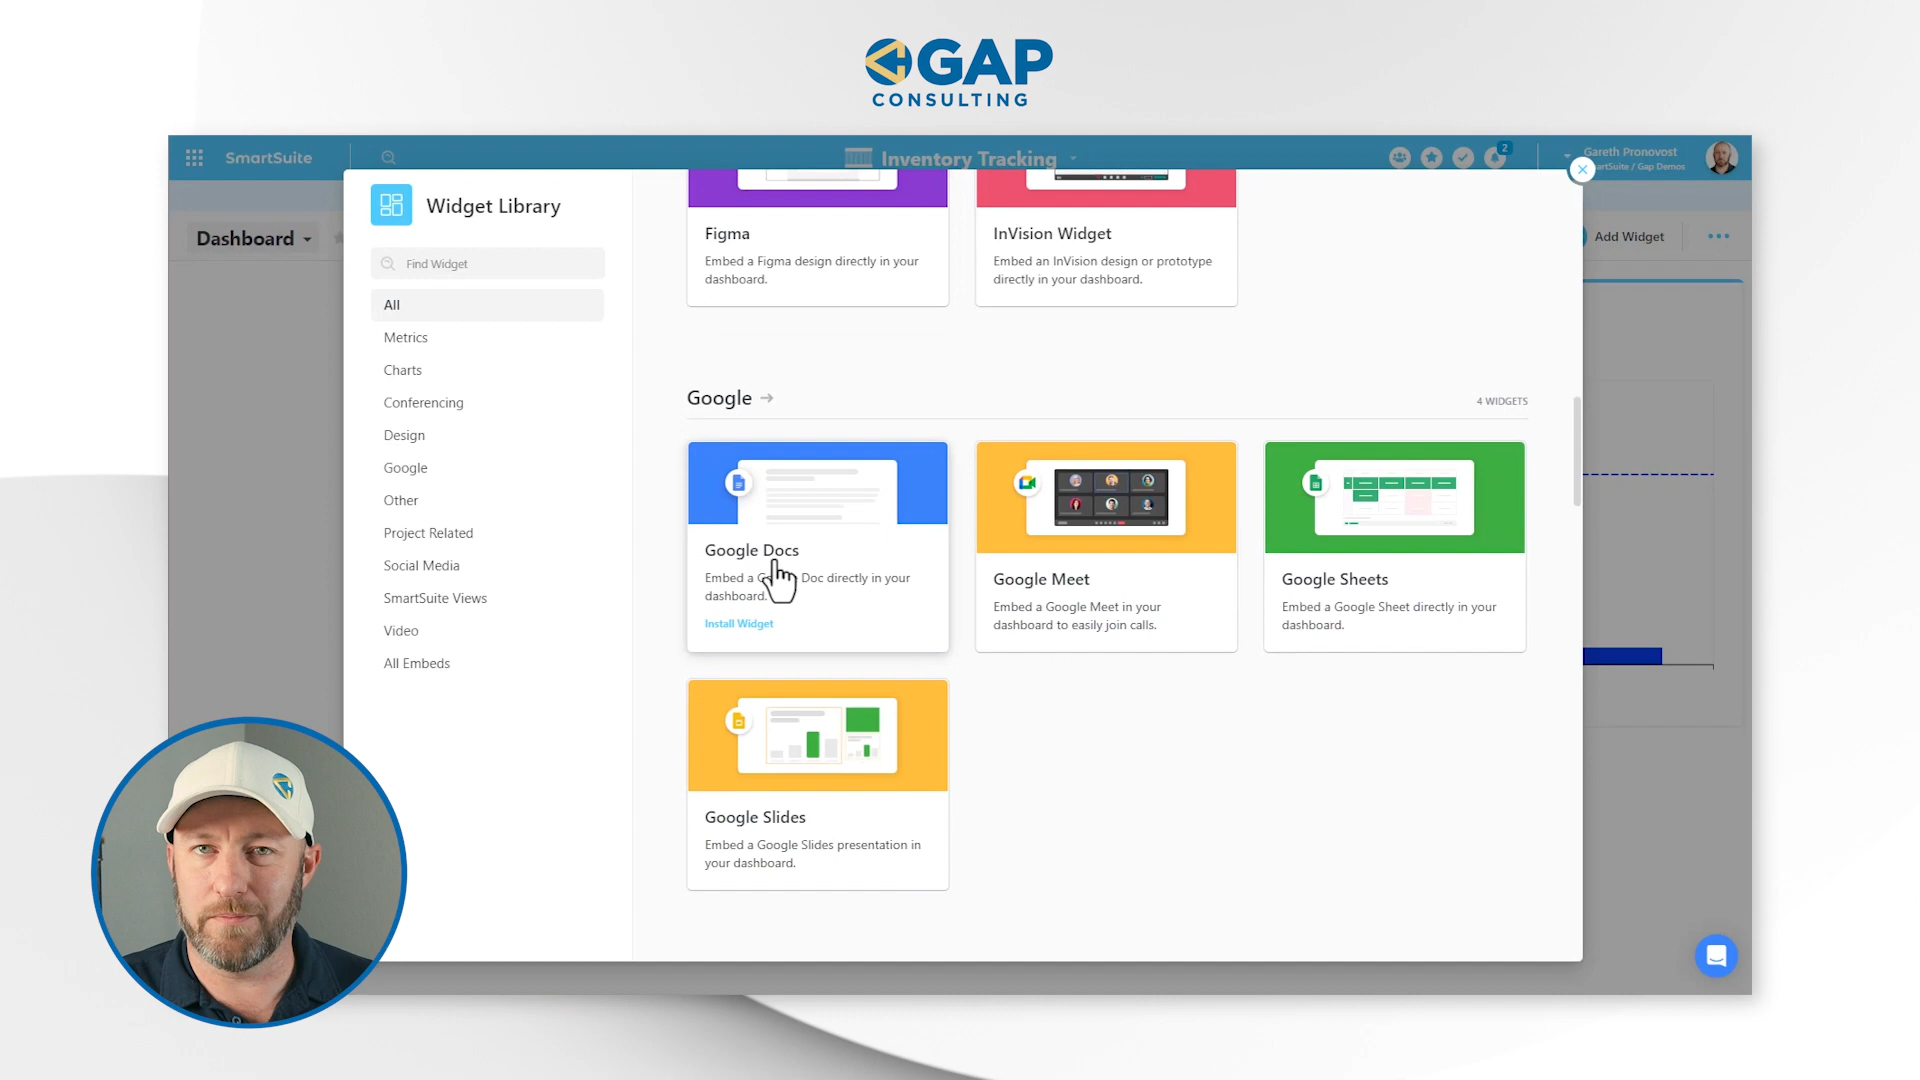 GAP
CONSULTING
SmartSuite
Inventory Tracking
2
Gareth Pronovost
SmartSuite / Gap Demos
Dashboard
Add Widget
Widget Library
Find Widget
All
Metrics
Charts
Conferencing
Design
Google
Other
Project Related
Social Media
SmartSuite Views
Video
All Embeds
Figma
Embed a Figma design directly in your
dashboard.
InVision Widget
Embed an InVision design or prototype
directly in your dashboard.
Google
4 WIDGETS
Google Docs
Embed a G Doc directly in your
dashboard.
Install Widget
Google Meet
Embed a Google Meet in your
dashboard to easily join calls.
Google Sheets
Embed a Google Sheet directly in your
dashboard.
Google Slides
Embed a Google Slides presentation in
your dashboard.